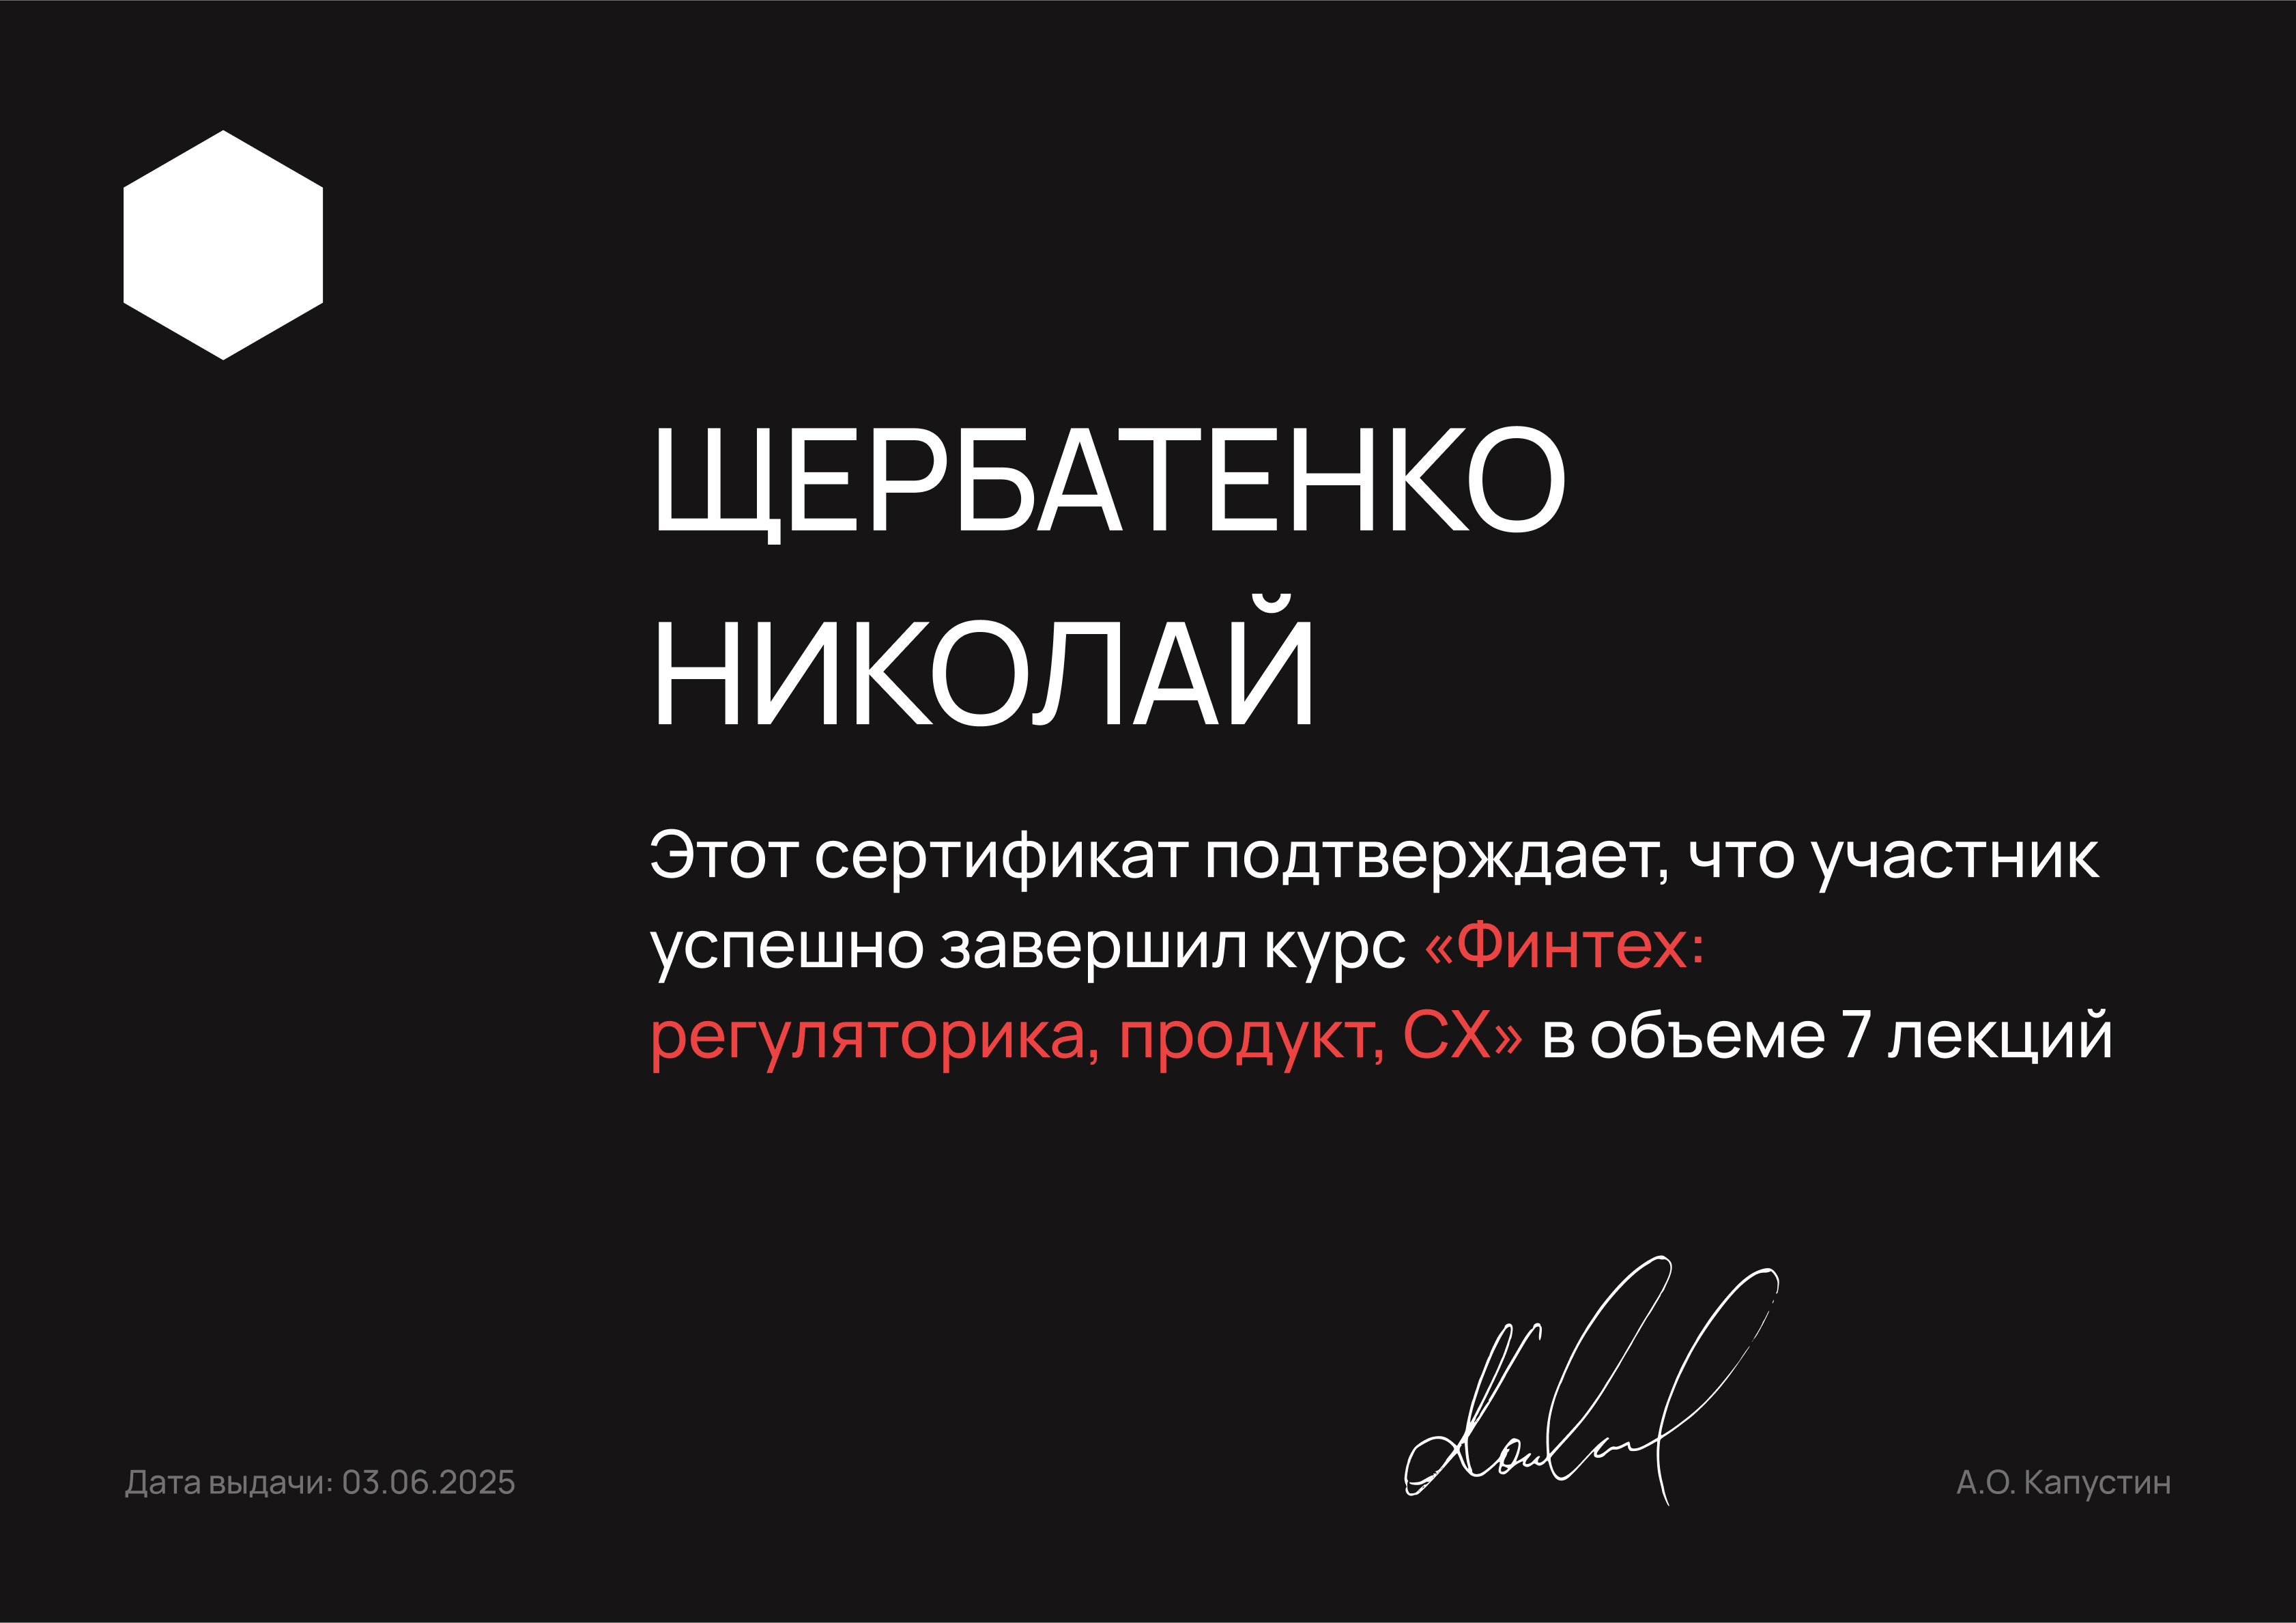 ЩЕРБАТЕНКО
НИКОЛАЙ
Этот сертификат подтверждает, что участник
успешно завершил курс «Финтех:
регуляторика, продукт, CX» в объеме 7 лекций
Дата выдачи: 03.06.2025
А.О. Капустин